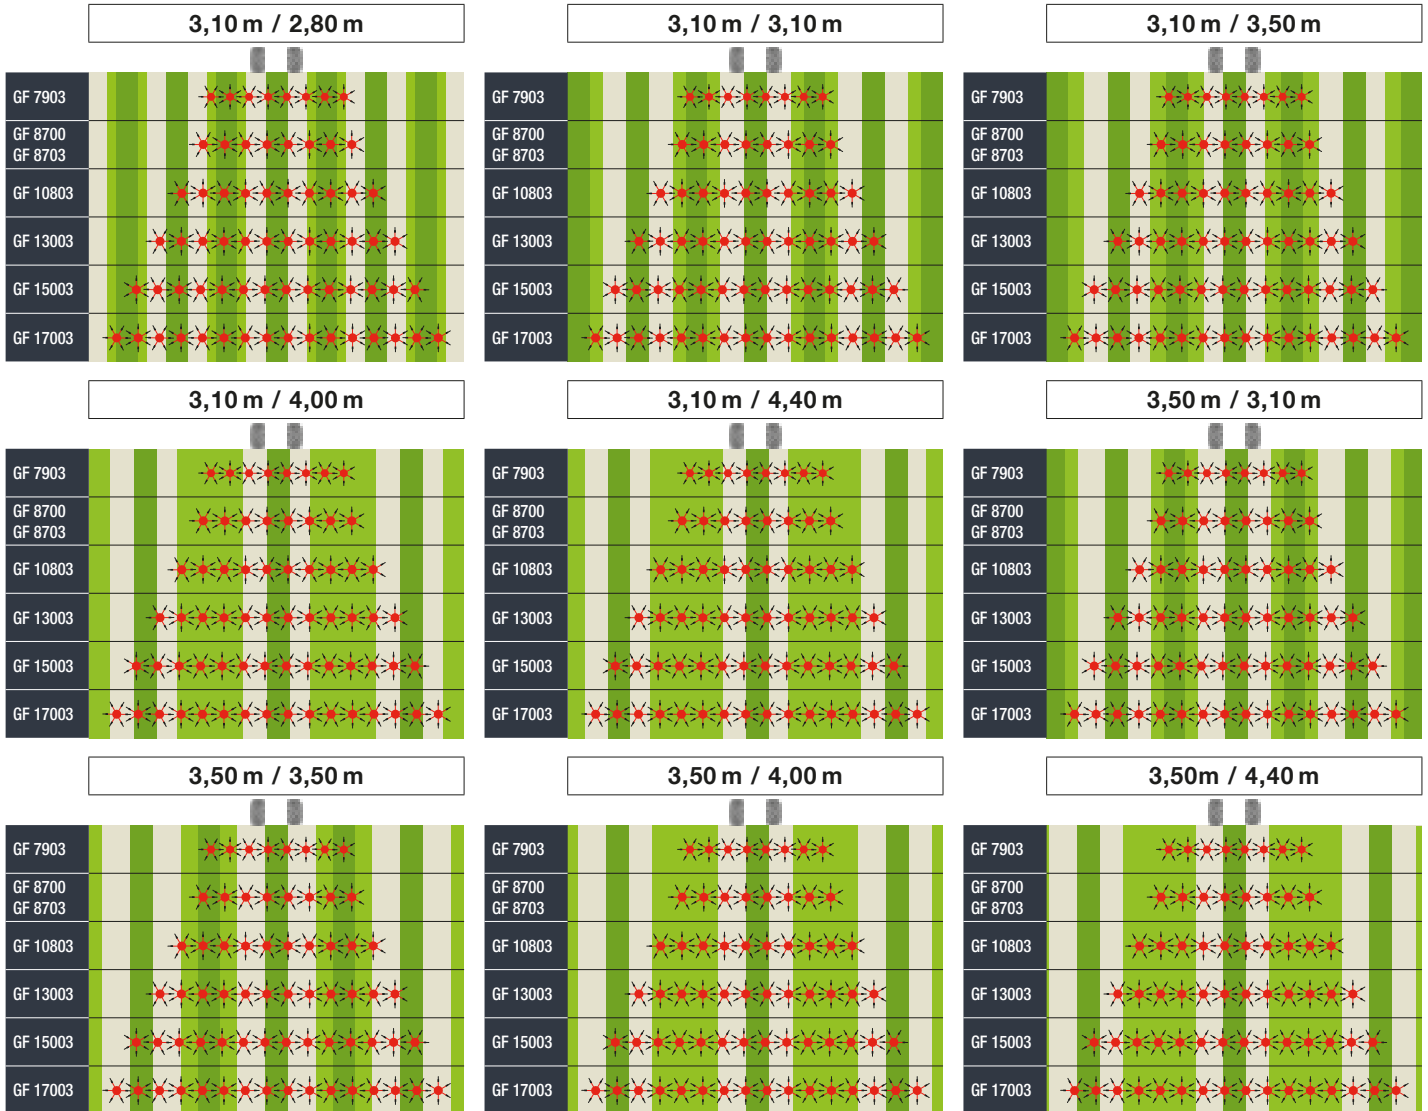 3,10 m / 2,80 m
GF 7903
GF 8700
GF 8703
GF 10803
GF 13003
GF 15003
GF 17003
3,10 m / 3,10 m
GF 7903
GF 8700
GF 8703
GF 10803
GF 13003
GF 15003
GF 17003
3,10 m / 3,50 m
GF 7903
GF 8700
GF 8703
GF 10803
GF 13003
GF 15003
GF 17003
3,10 m / 4,00 m
GF 7903
GF 8700
GF 8703
GF 10803
GF 13003
GF 15003
GF 17003
3,10 m / 4,40 m
GF 7903
GF 8700
GF 8703
GF 10803
GF 13003
GF 15003
GF 17003
3,50 m / 3,10 m
GF 7903
GF 8700
GF 8703
GF 10803
GF 13003
GF 15003
GF 17003
3,50 m / 3,50 m
GF 7903
GF 8700
GF 8703
GF 10803
GF 13003
GF 15003
GF 17003
3,50 m / 4,00 m
GF 7903
GF 8700
GF 8703
GF 10803
GF 13003
GF 15003
GF 17003
3,50m / 4,40 m
GF 7903
GF 8700
GF 8703
GF 10803
GF 13003
GF 15003
GF 17003